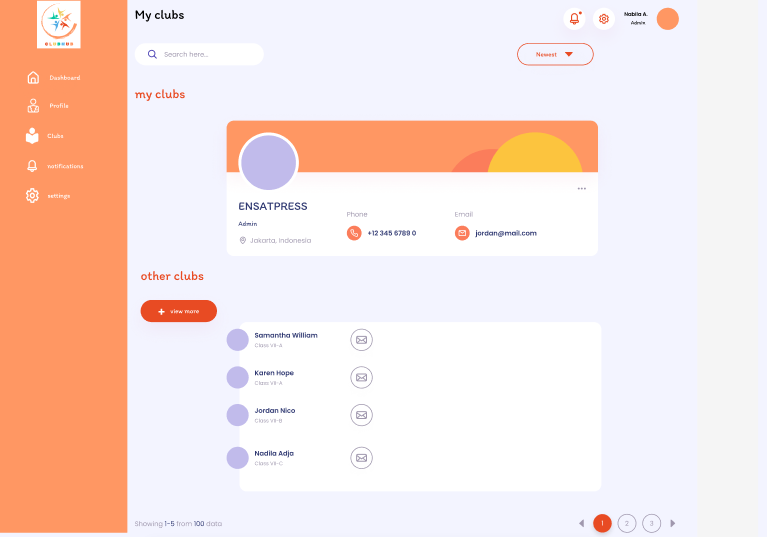 My clubs
Nabila A.
Admin
Search here...
Newest
Dashboard
Profile
Clubs
notifications
settings
my clubs
ENSATPRESS
Admin
Jakarta, Indonesia
Phone
+12 345 6789 0
Email
jordan@mail.com
other clubs
+ view more
Samantha William
Class VII-A
Karen Hope
Class VII-A
Jordan Nico
Class VII-B
Nadila Adja
Class VII-C
Showing 1-5 from 100 data
1 2 3